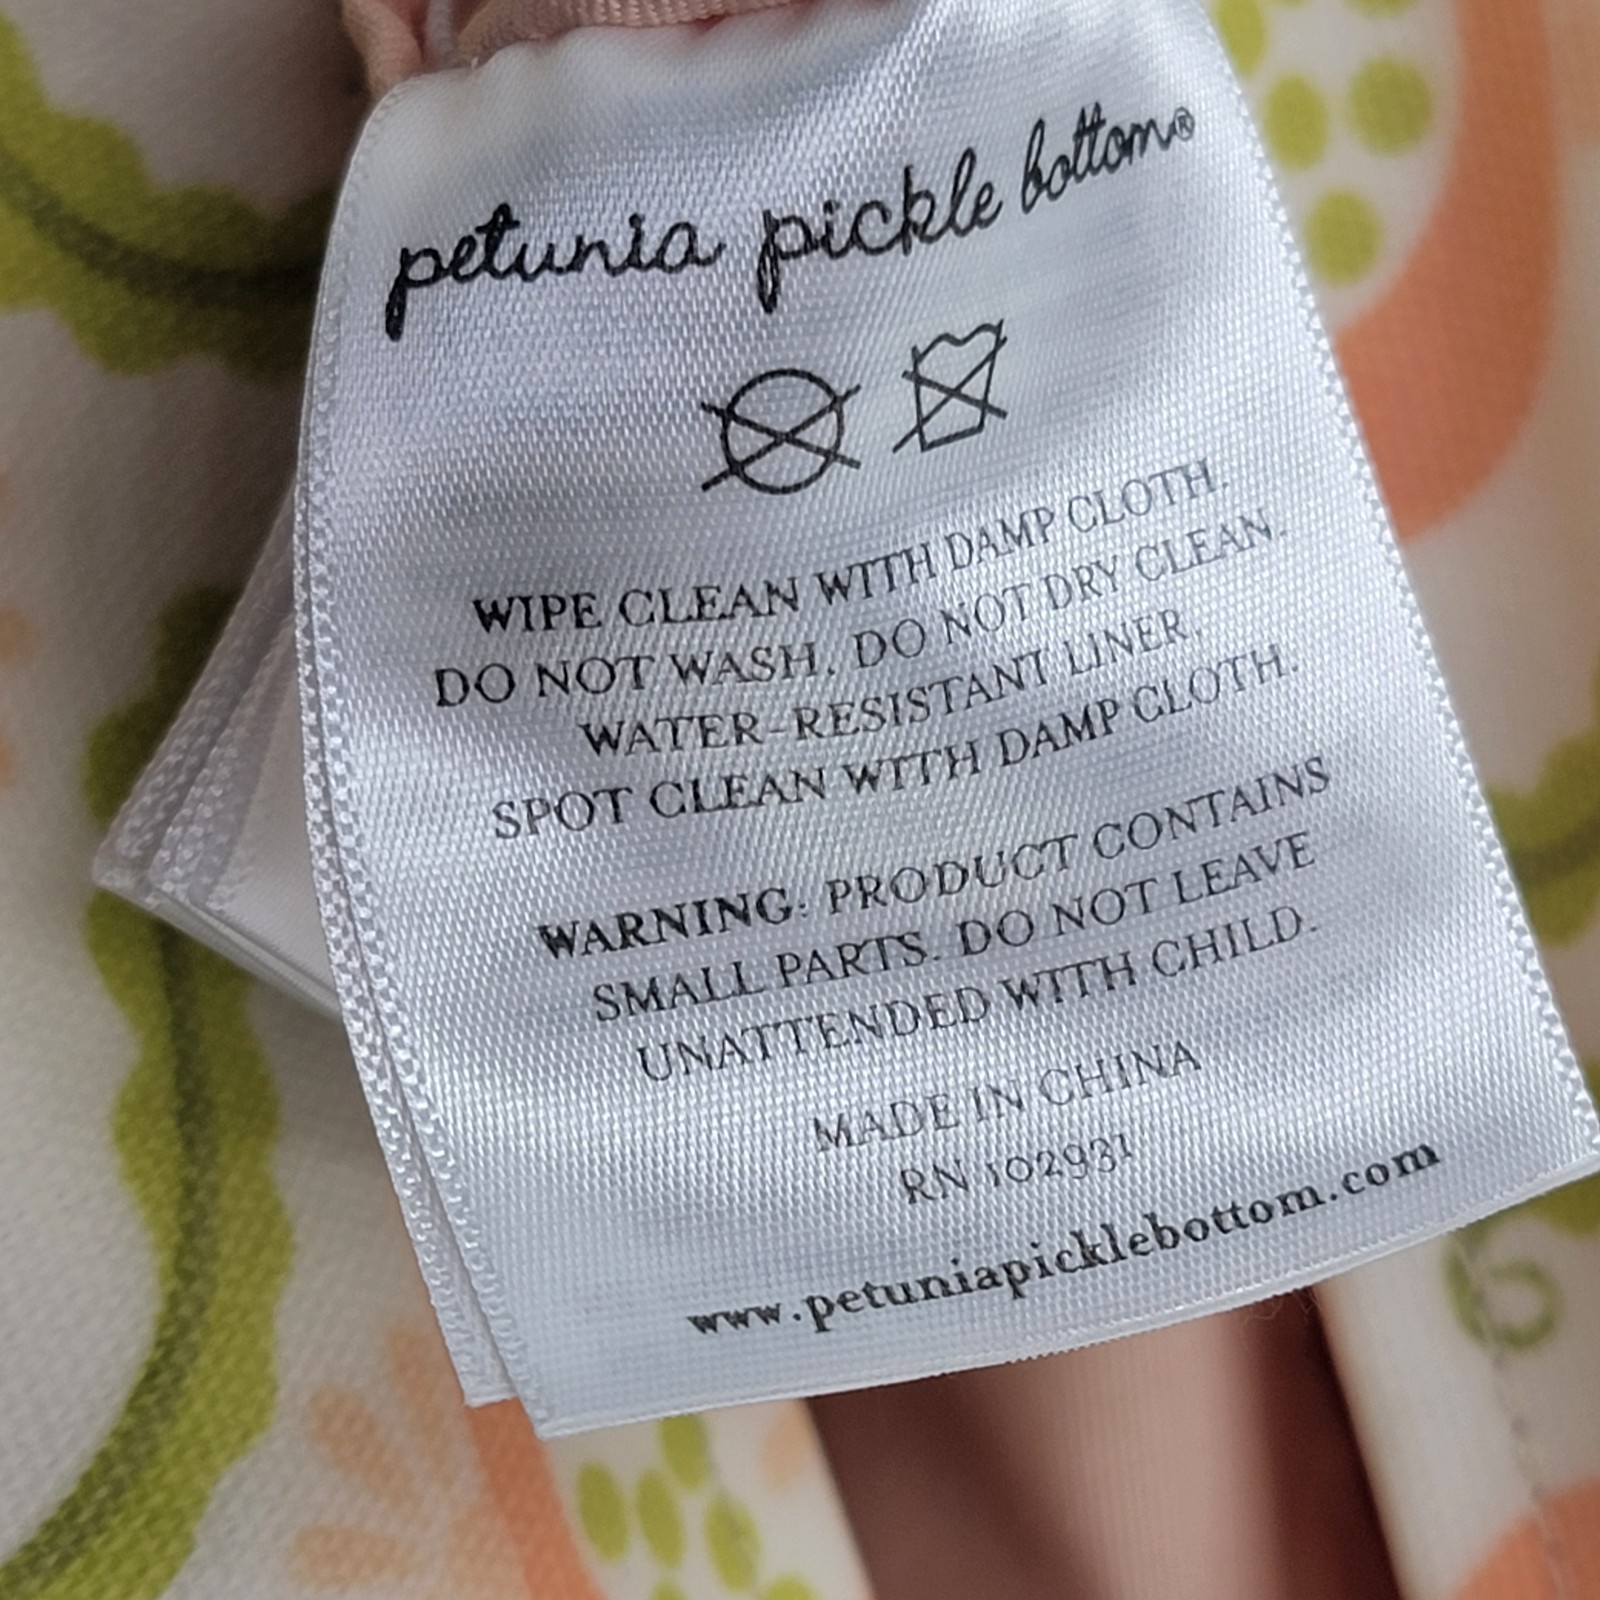 petunia pickle bottom®
WIPE CLEAN WITH DAMP CLOTH.
DO NOT WASH. DO NOT DRY CLEAN.
WATER-RESISTANT LINER.
SPOT CLEAN WITH DAMP CLOTH.
WARNING: PRODUCT CONTAINS
SMALL PARTS. DO NOT LEAVE
UNATTENDED WITH CHILD.
MADE IN CHINA
RN 102931
www.petuniapicklebottom.com